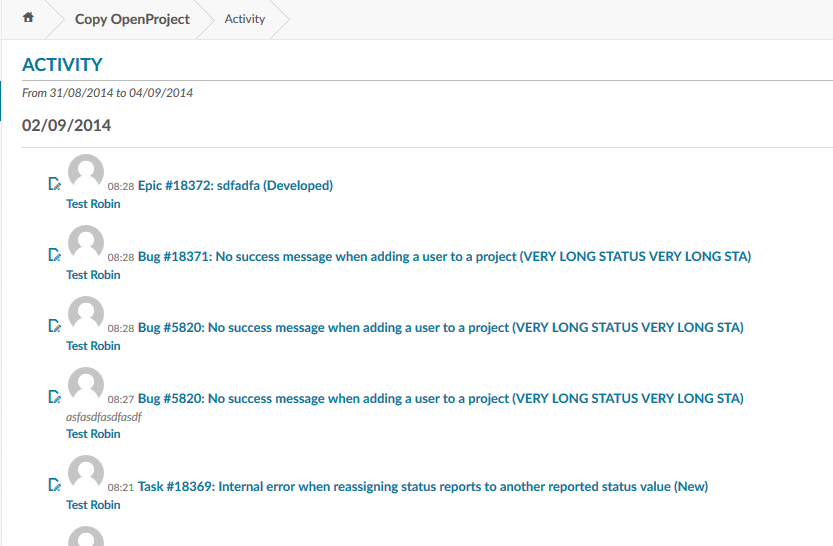 Copy OpenProject Activity
ACTIVITY
From 31/08/2014 to 04/09/2014
02/09/2014
08:28 Epic #18372: sdfadfa (Developed)
Test Robin
08:28 Bug #18371: No success message when adding a user to a project (VERY LONG STATUS VERY LONG STA)
Test Robin
08:28 Bug #5820: No success message when adding a user to a project (VERY LONG STATUS VERY LONG STA)
Test Robin
08:27 Bug #5820: No success message when adding a user to a project (VERY LONG STATUS VERY LONG STA)
asfasdfasdfasdf
Test Robin
08:21 Task #18369: Internal error when reassigning status reports to another reported status value (New)
Test Robin